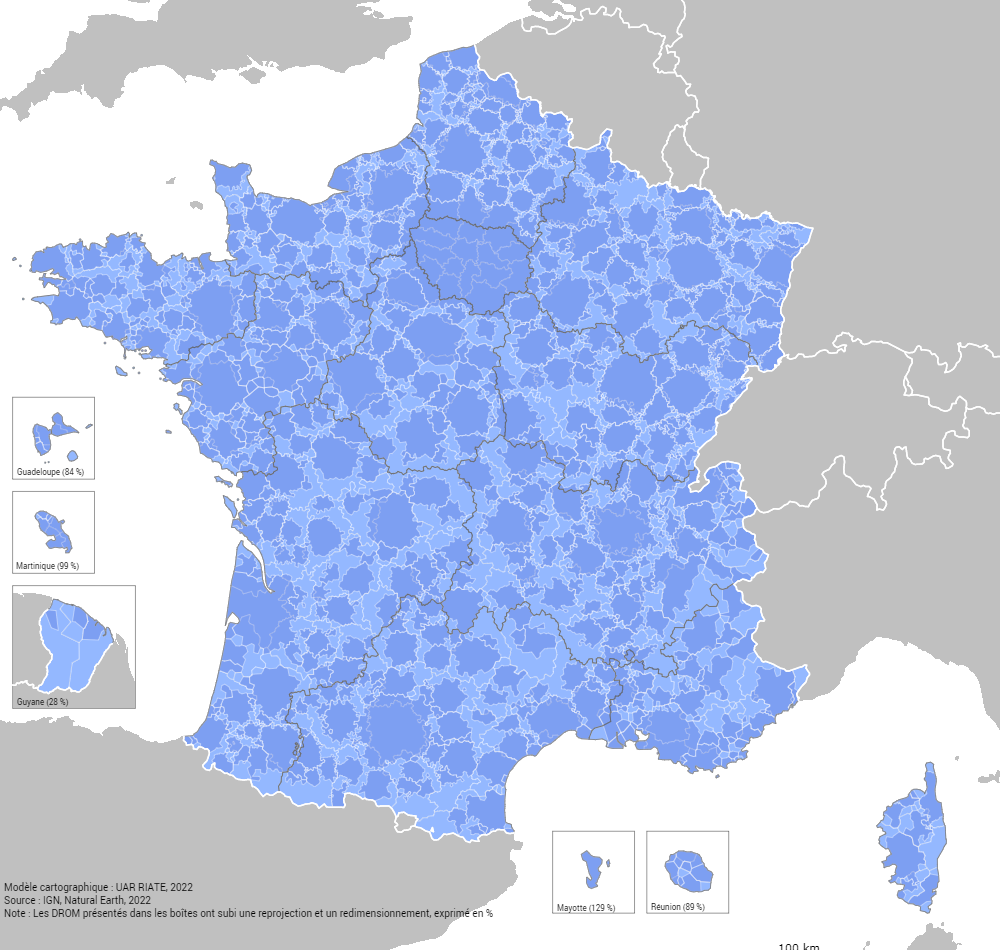 Guadeloupe (84 %)
Martinique (99 %)
Guyane (28 %)
Mayotte (129 %)
Réunion (89 %)
Modèle cartographique : UAR RIATE, 2022
Source : IGN, Natural Earth, 2022
Note : Les DROM présentés dans les boîtes ont subi une reprojection et un redimensionnement, exprimé en %
100 km